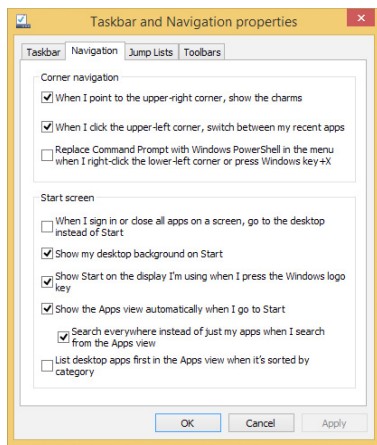 Taskbar and Navigation properties
Taskbar Navigation Jump Lists Toolbars
Corner navigation
When I point to the upper-right corner, show the charms
When I click the upper-left corner, switch between my recent apps
Replace Command Prompt with Windows PowerShell in the menu
when I right-click the lower-left corner or press Windows key+X
Start screen
When I sign in or close all apps on a screen, go to the desktop
instead of Start
Show my desktop background on Start
Show Start on the display I'm using when I press the Windows logo
key
Show the Apps view automatically when I go to Start
Search everywhere instead of just my apps when I search
from the Apps view
List desktop apps first in the Apps view when it's sorted by
category
OK Cancel Apply